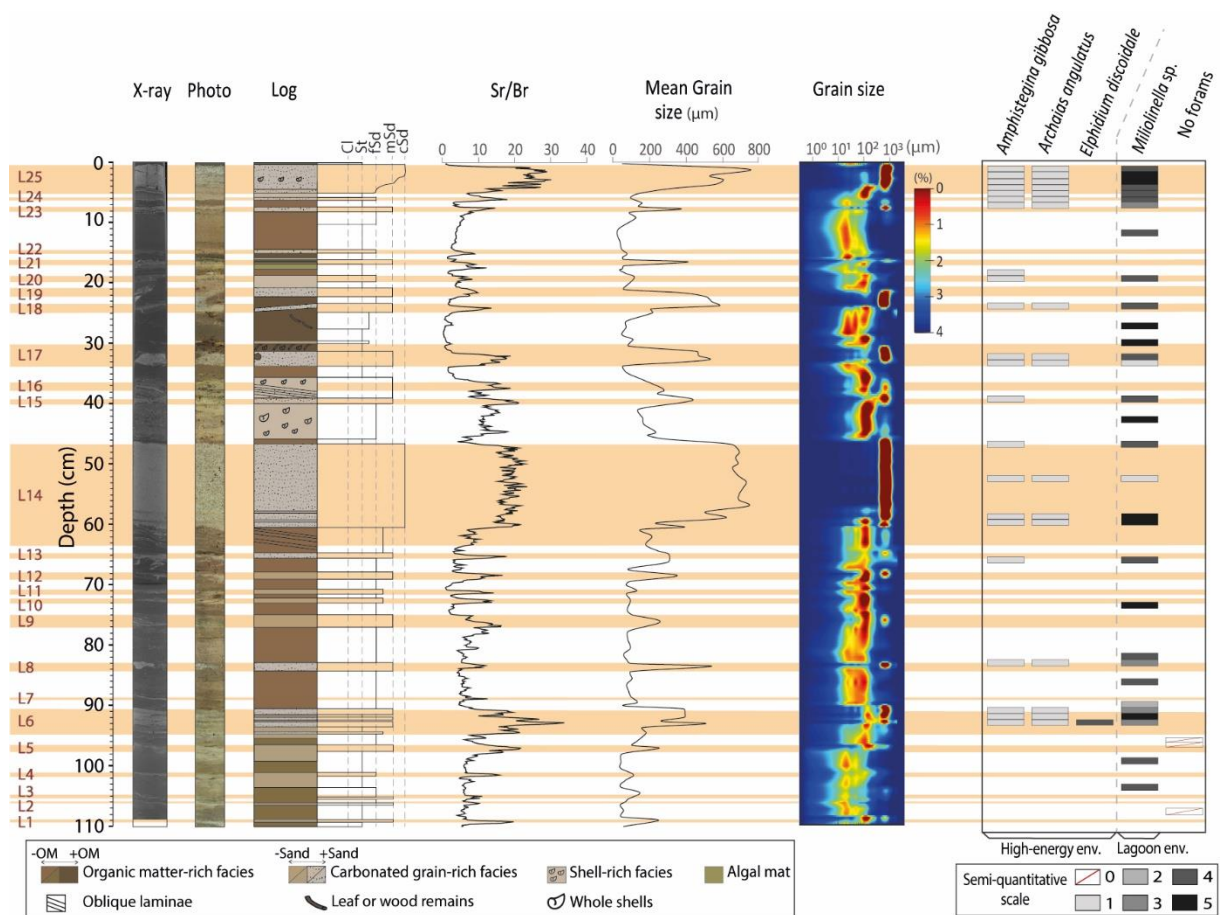 X-ray Photo Log Sr/Br Mean Grain size (μm) Grain size
Amphistegina gibbosa
Archaias angulatus
Elphidium discoidale
Miliolinella sp.
No forams
Cl St fSd mSd cSd
0 10 20 30 40
0 200 400 600 800
10⁰ 10¹ 10² 10³ (μm)
(%)
0
1
2
3
4
Depth (cm)
0
10
20
30
40
50
60
70
80
90
100
110
L25
L24
L23
L22
L21
L20
L19
L18
L17
L16
L15
L14
L13
L12
L11
L10
L9
L8
L7
L6
L5
L4
L3
L2
L1
High-energy env. Lagoon env.
-OM +OM
Organic matter-rich facies
-Sand +Sand
Carbonated grain-rich facies
Shell-rich facies
Algal mat
Oblique laminae
Leaf or wood remains
Whole shells
Semi-quantitative scale
0 2 4
1 3 5